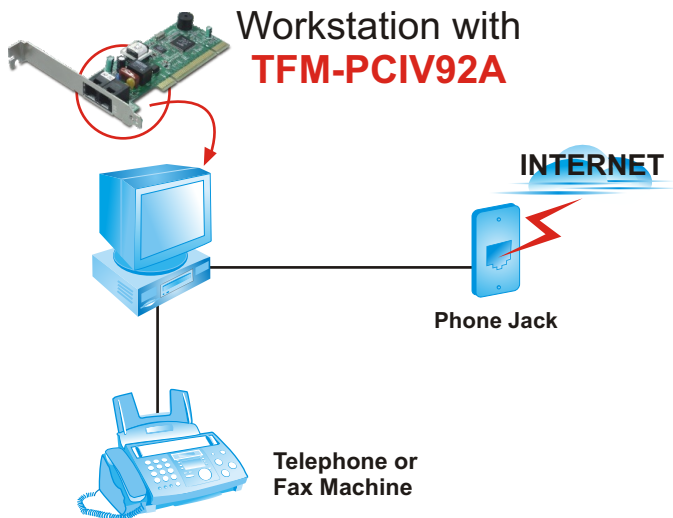 Workstation with
TFM-PCIV92A
INTERNET
Phone Jack
Telephone or
Fax Machine